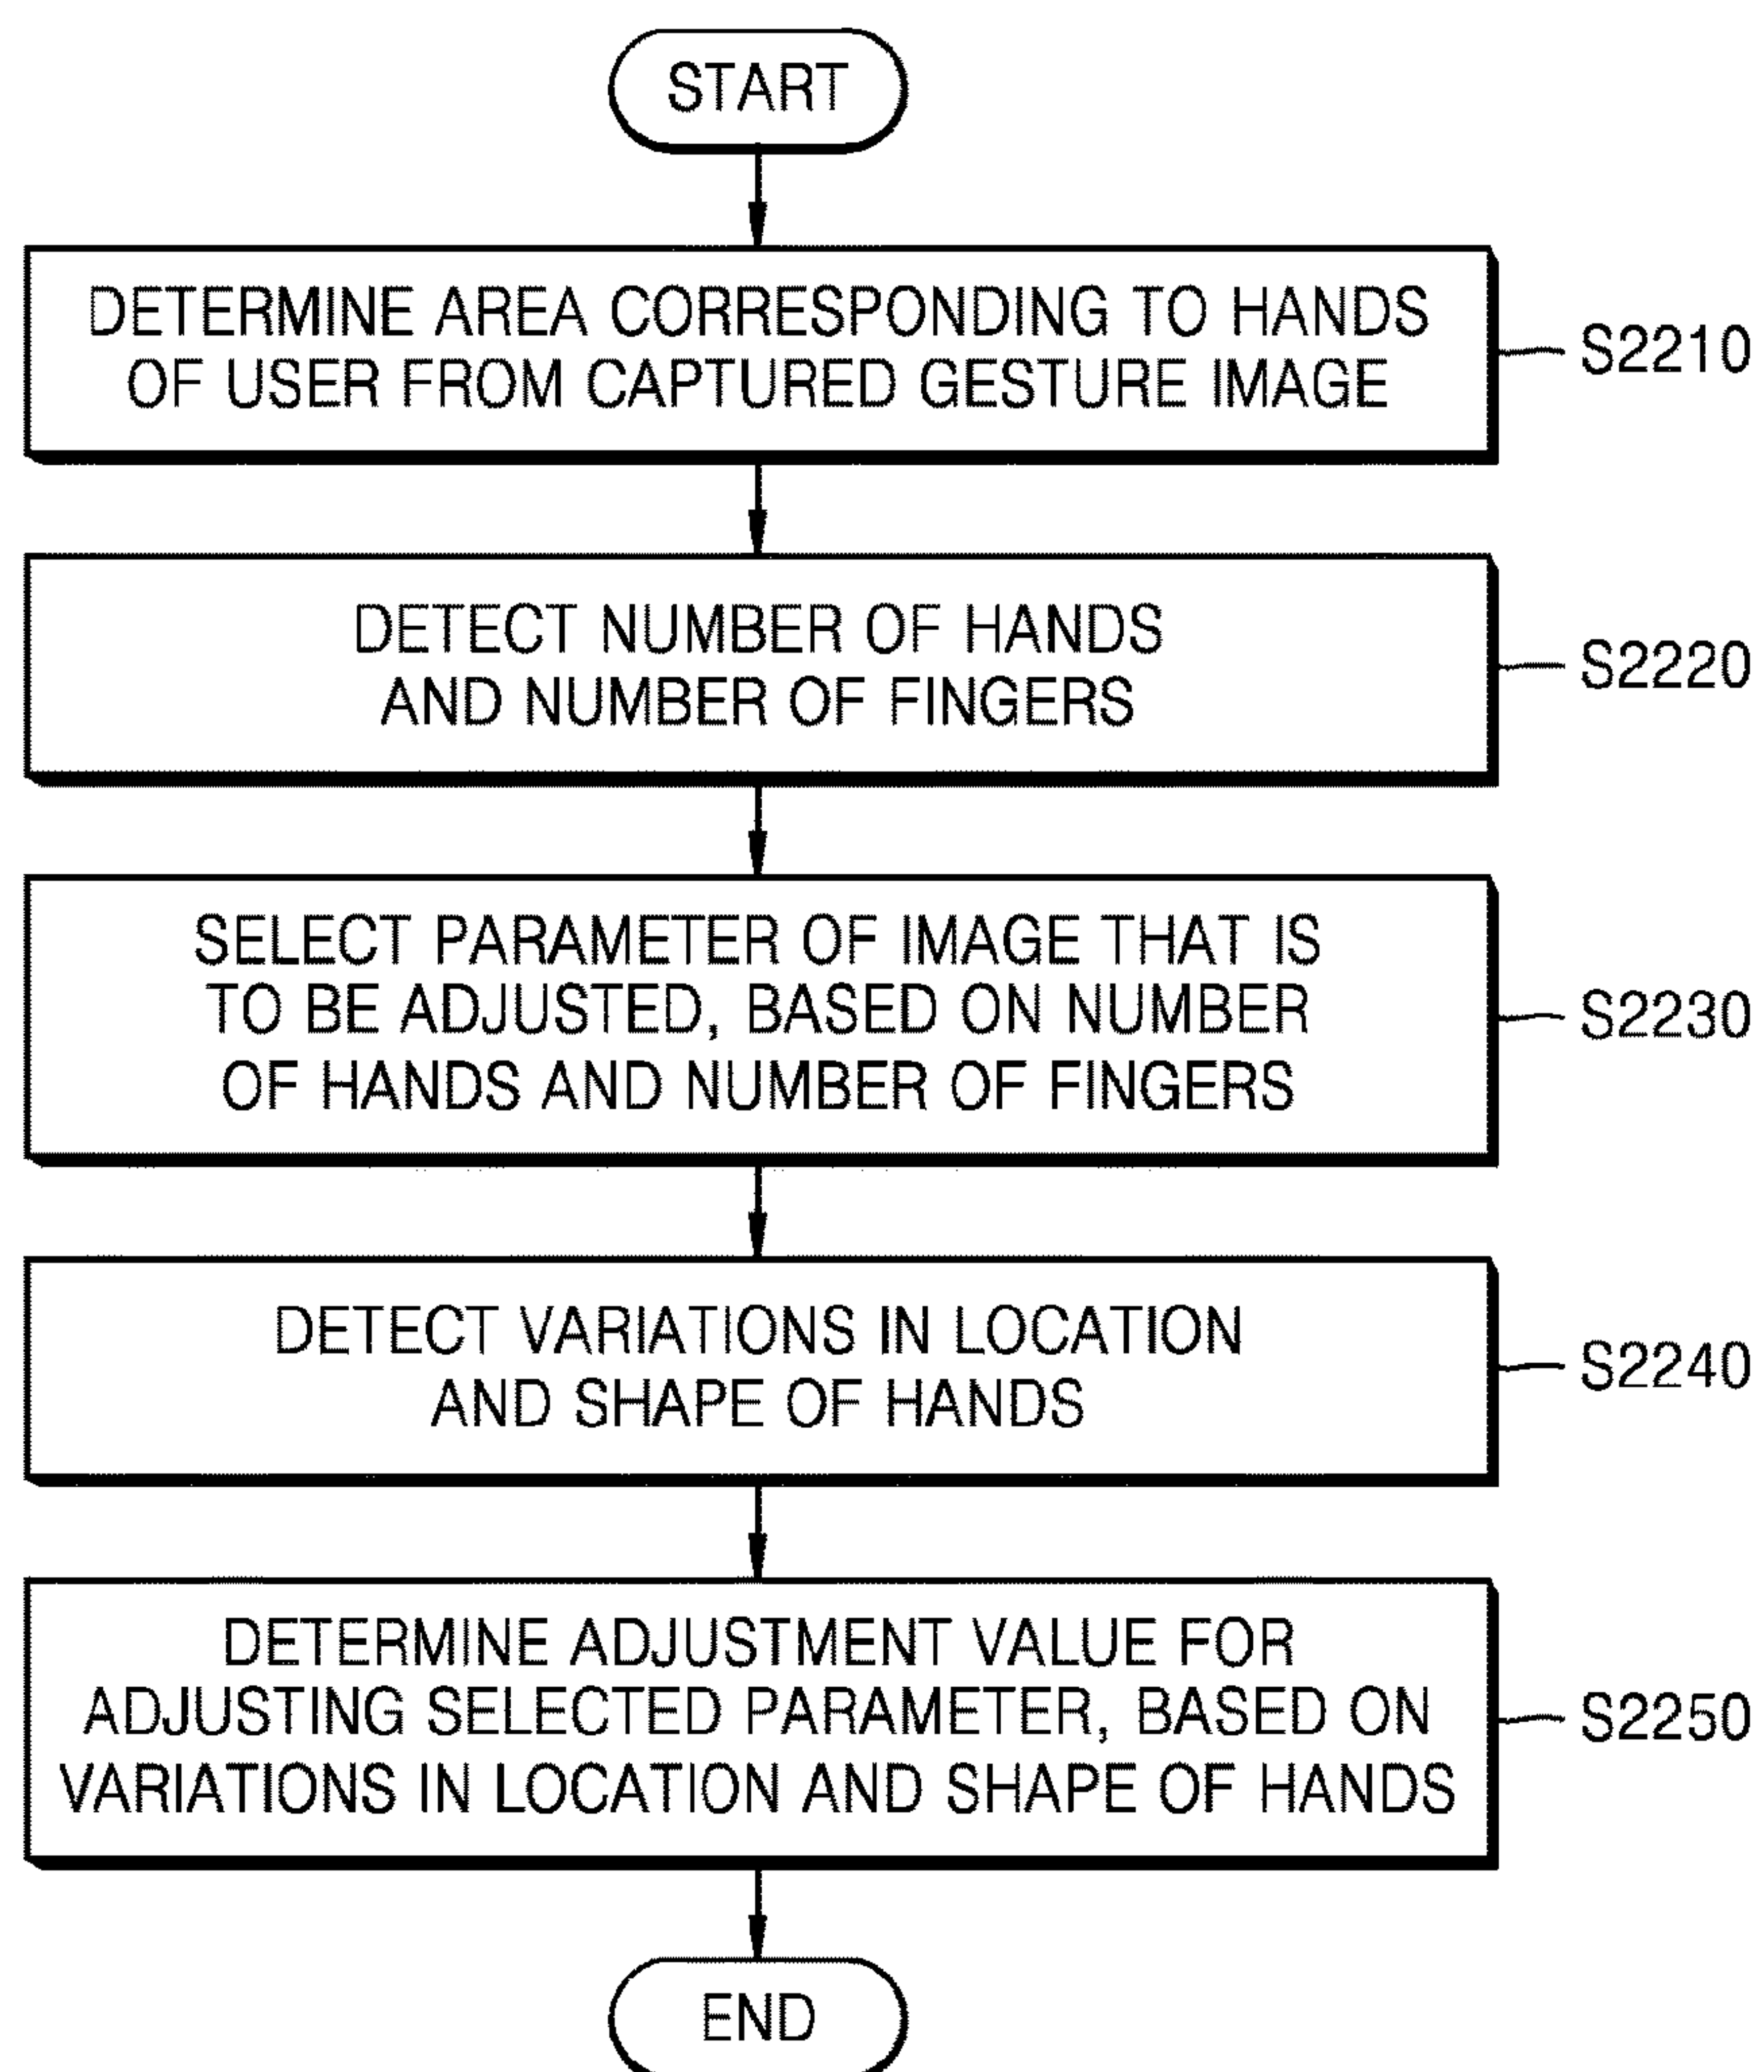 START
DETERMINE AREA CORRESPONDING TO HANDS
OF USER FROM CAPTURED GESTURE IMAGE
S2210
DETECT NUMBER OF HANDS
AND NUMBER OF FINGERS
S2220
SELECT PARAMETER OF IMAGE THAT IS
TO BE ADJUSTED, BASED ON NUMBER
OF HANDS AND NUMBER OF FINGERS
S2230
DETECT VARIATIONS IN LOCATION
AND SHAPE OF HANDS
S2240
DETERMINE ADJUSTMENT VALUE FOR
ADJUSTING SELECTED PARAMETER, BASED ON
VARIATIONS IN LOCATION AND SHAPE OF HANDS
S2250
END